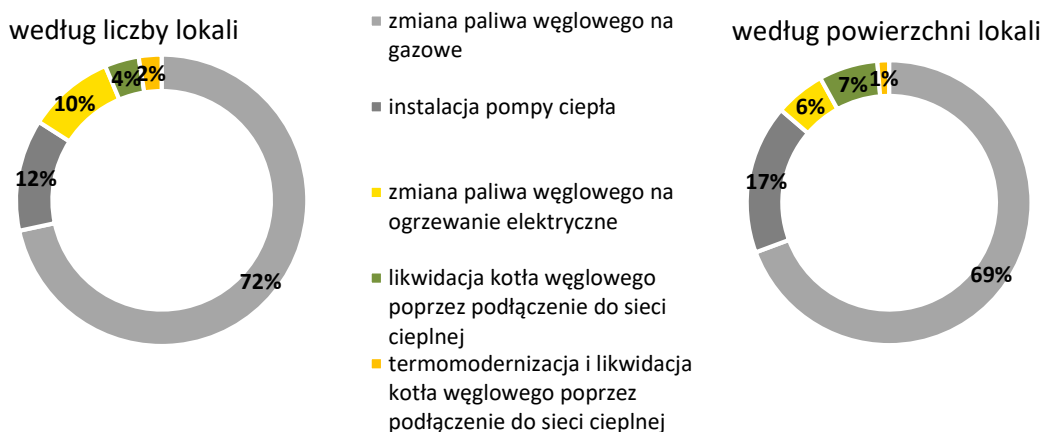 według liczby lokali
2%
4%
10%
12%
72%
zmiana paliwa węglowego na
gazowe
instalacja pompy ciepła
zmiana paliwa węglowego na
ogrzewanie elektryczne
likwidacja kotła węglowego
poprzez podłączenie do sieci
cieplnej
termomodernizacja i likwidacja
kotła węglowego poprzez
podłączenie do sieci cieplnej
według powierzchni lokali
1%
7%
6%
17%
69%